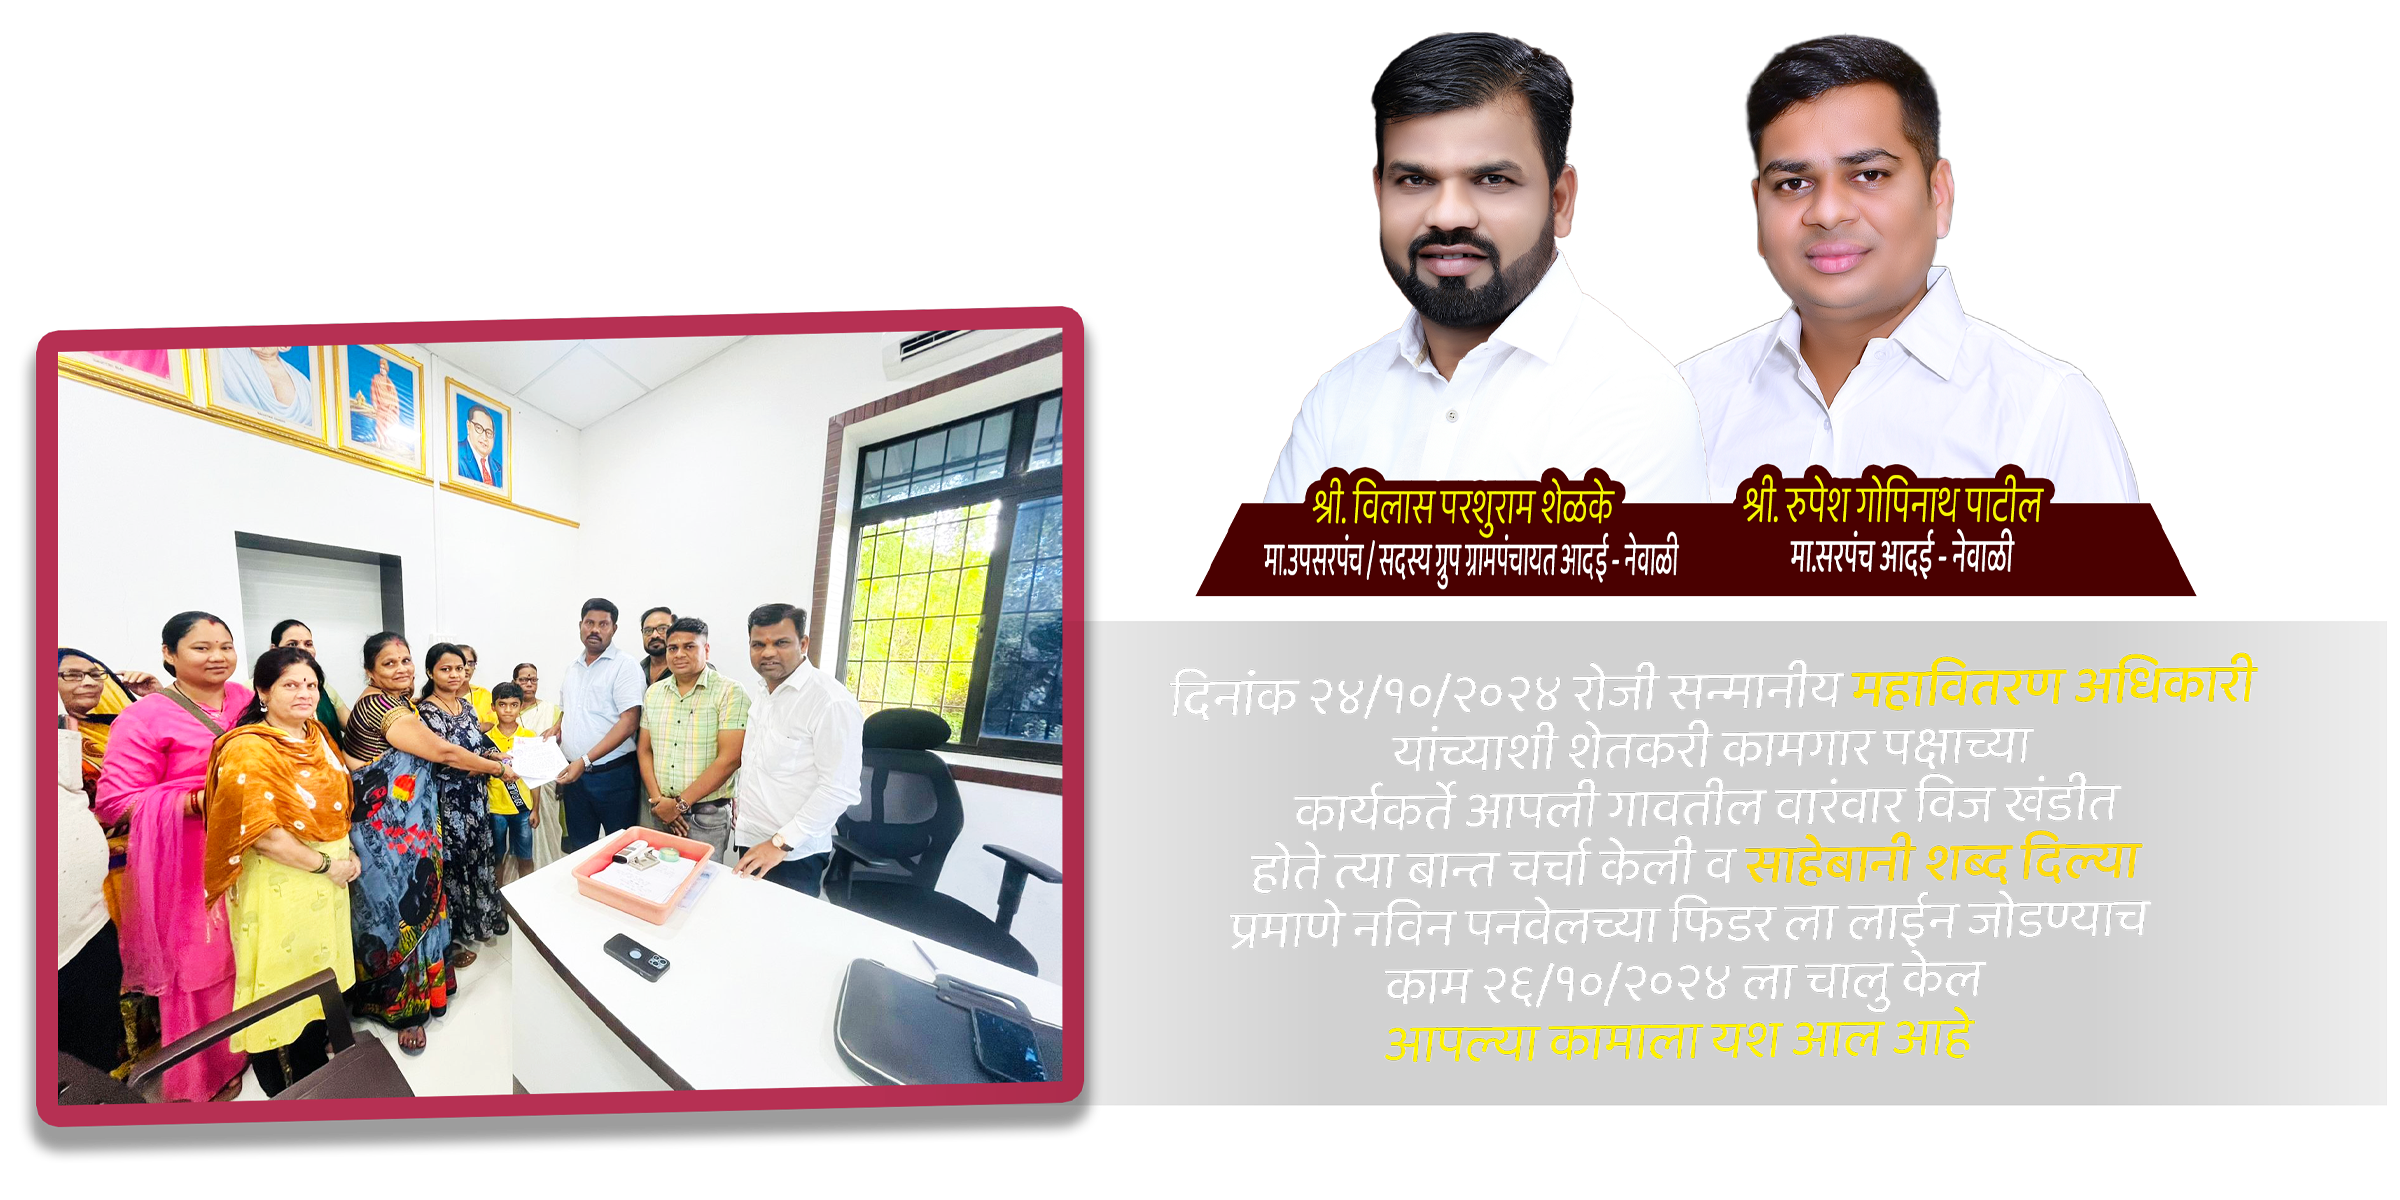 श्री. विलास परशुराम शेळके
मा.उपसरपंच / सदस्य ग्रुप ग्रामपंचायत आदई - नेवाळी
श्री. रुपेश गोपिनाथ पाटील
मा.सरपंच आदई - नेवाळी
दिनांक २४/१०/२०२४ रोजी सन्मानीय महावितरण अधिकारी
यांच्याशी शेतकरी कामगार पक्षाच्या
कार्यकर्ते आपली गावतील वारंवार विज खंडीत
होते त्या बान्त चर्चा केली व साहेबानी शब्द दिल्या
प्रमाणे नविन पनवेलच्या फिडर ला लाईन जोडण्याच
काम २६/१०/२०२४ ला चालु केल
आपल्या कामाला यश आल आहे